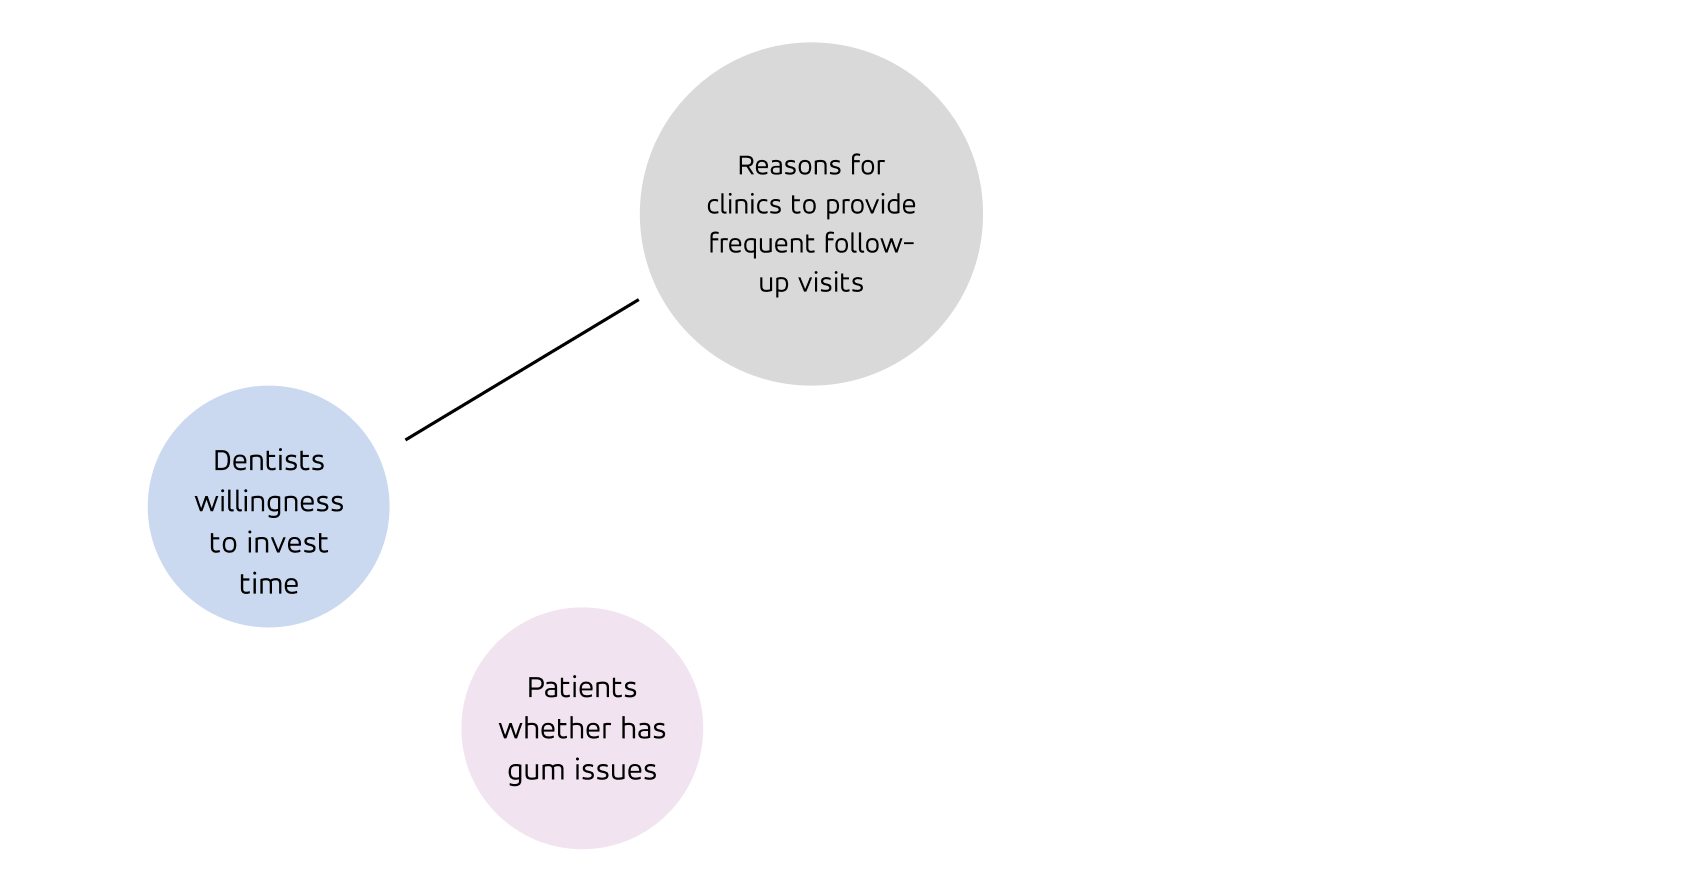 Reasons for
clinics to provide
frequent follow-
up visits
Dentists
willingness
to invest
time
Patients
whether has
gum issues